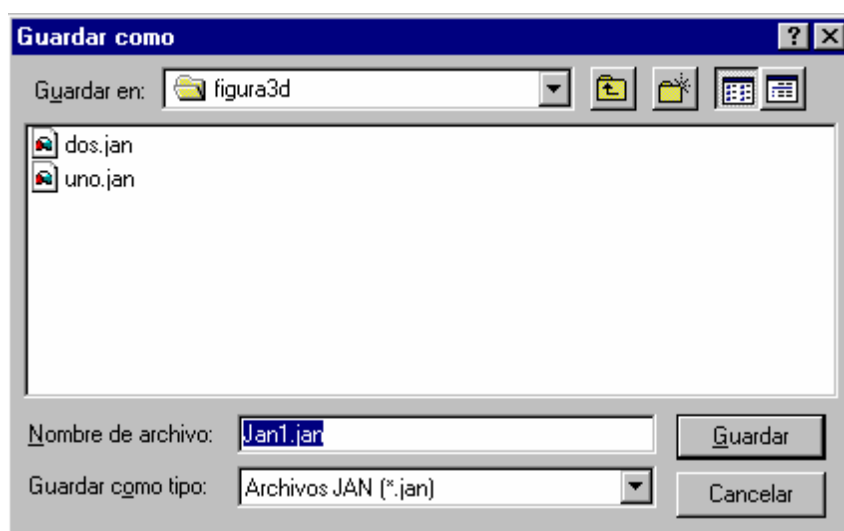 Guardar como
Guardar en: figura3d
dos.jan
uno.jan
Nombre de archivo: Jan1.jan Guardar
Guardar como tipo: Archivos JAN (*.jan) Cancelar